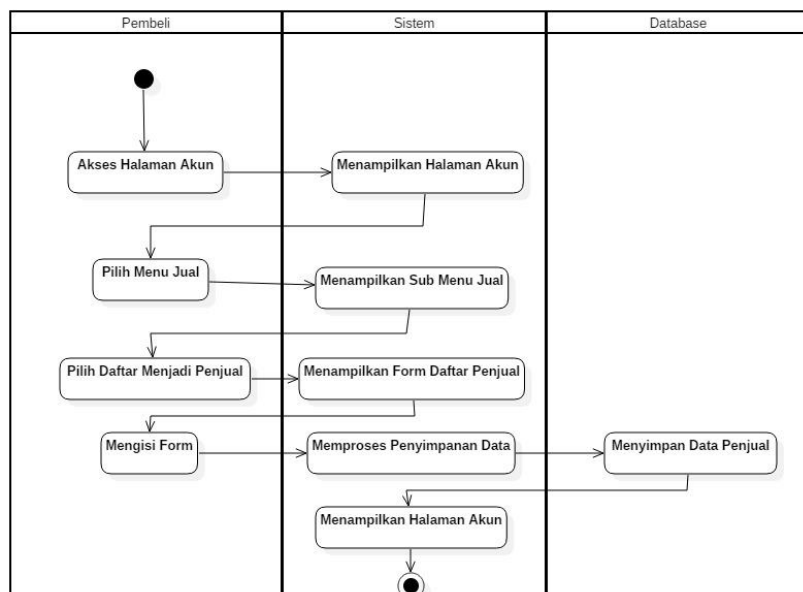 Pembeli
Sistem
Database
Akses Halaman Akun
Menampilkan Halaman Akun
Pilih Menu Jual
Menampilkan Sub Menu Jual
Pilih Daftar Menjadi Penjual
Menampilkan Form Daftar Penjual
Mengisi Form
Memproses Penyimpanan Data
Menyimpan Data Penjual
Menampilkan Halaman Akun